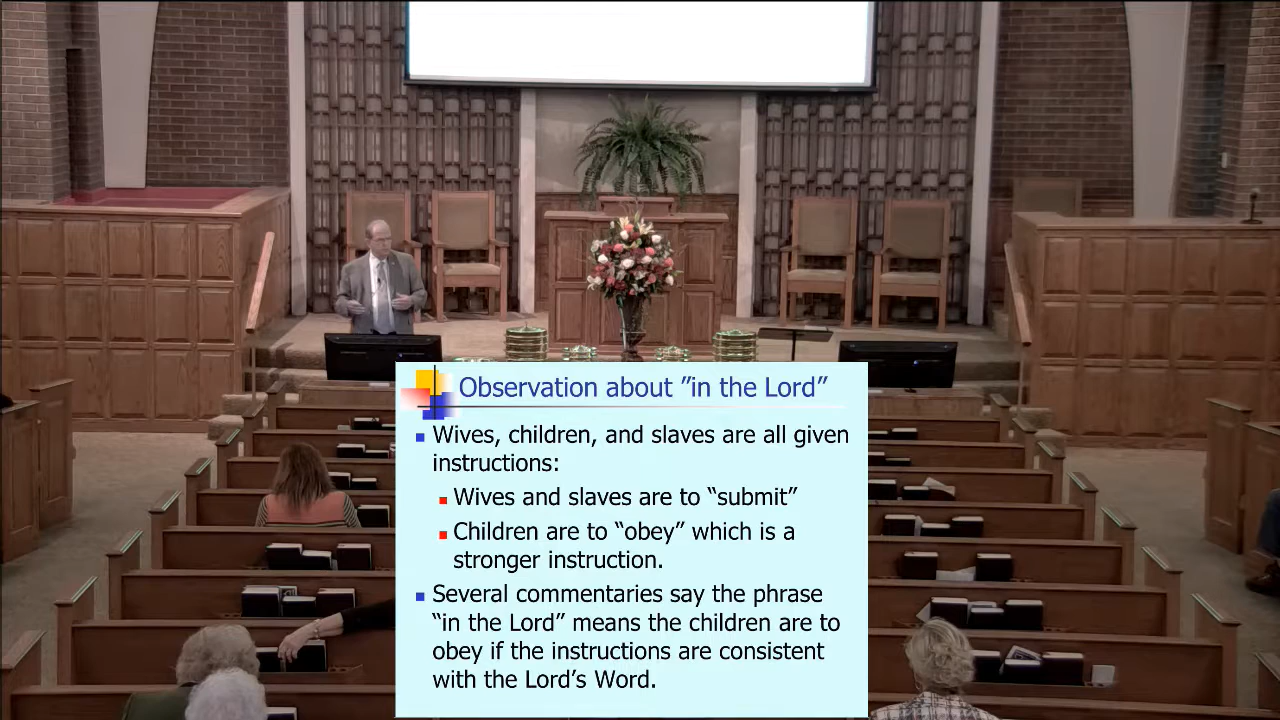 Observation about ”in the Lord”
Wives, children, and slaves are all given
instructions:
Wives and slaves are to “submit”
Children are to “obey” which is a
stronger instruction.
Several commentaries say the phrase
“in the Lord” means the children are to
obey if the instructions are consistent
with the Lord’s Word.